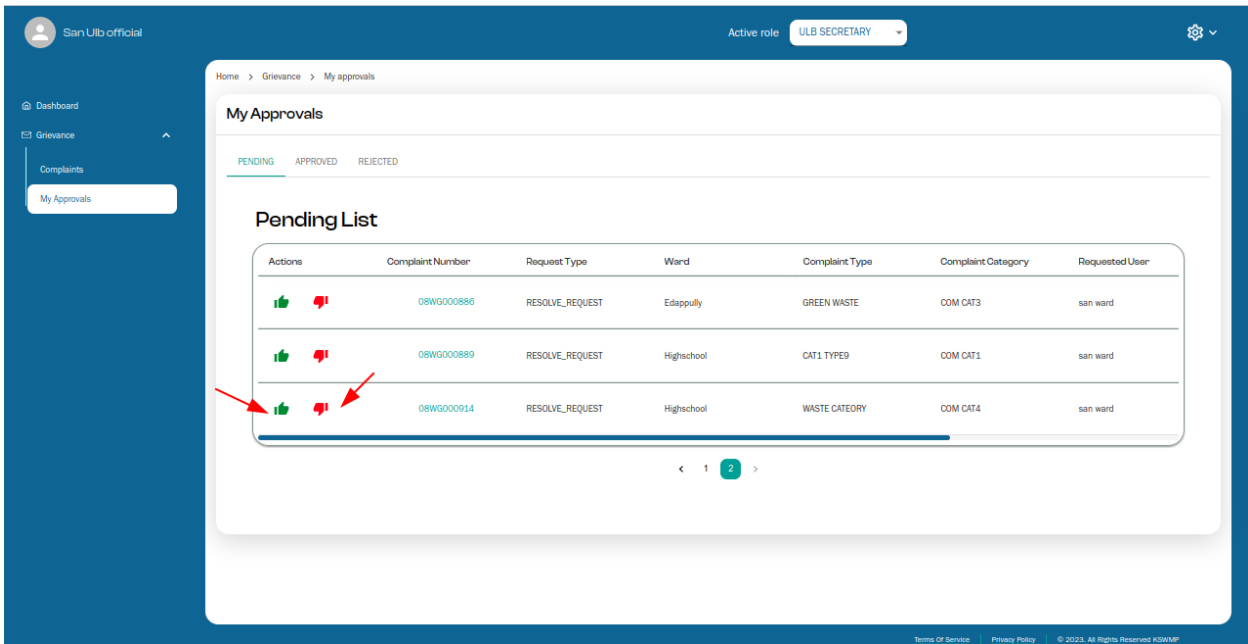 San Ulb official
Active role ULB SECRETARY
Home > Grievance > My approvals
Dashboard
Grievance
Complaints
My Approvals
My Approvals
PENDING APPROVED REJECTED
Pending List
Actions Complaint Number Request Type Ward Complaint Type Complaint Category Requested User
08WG000886 RESOLVE_REQUEST Edappully GREEN WASTE COM CAT3 san ward
08WG000889 RESOLVE_REQUEST Highschool CAT1 TYPE9 COM CAT1 san ward
08WG000914 RESOLVE_REQUEST Highschool WASTE CATEORY COM CAT4 san ward
< 1 2 >
Terms Of Service | Privacy Policy | © 2023, All Rights Reserved KSWMP